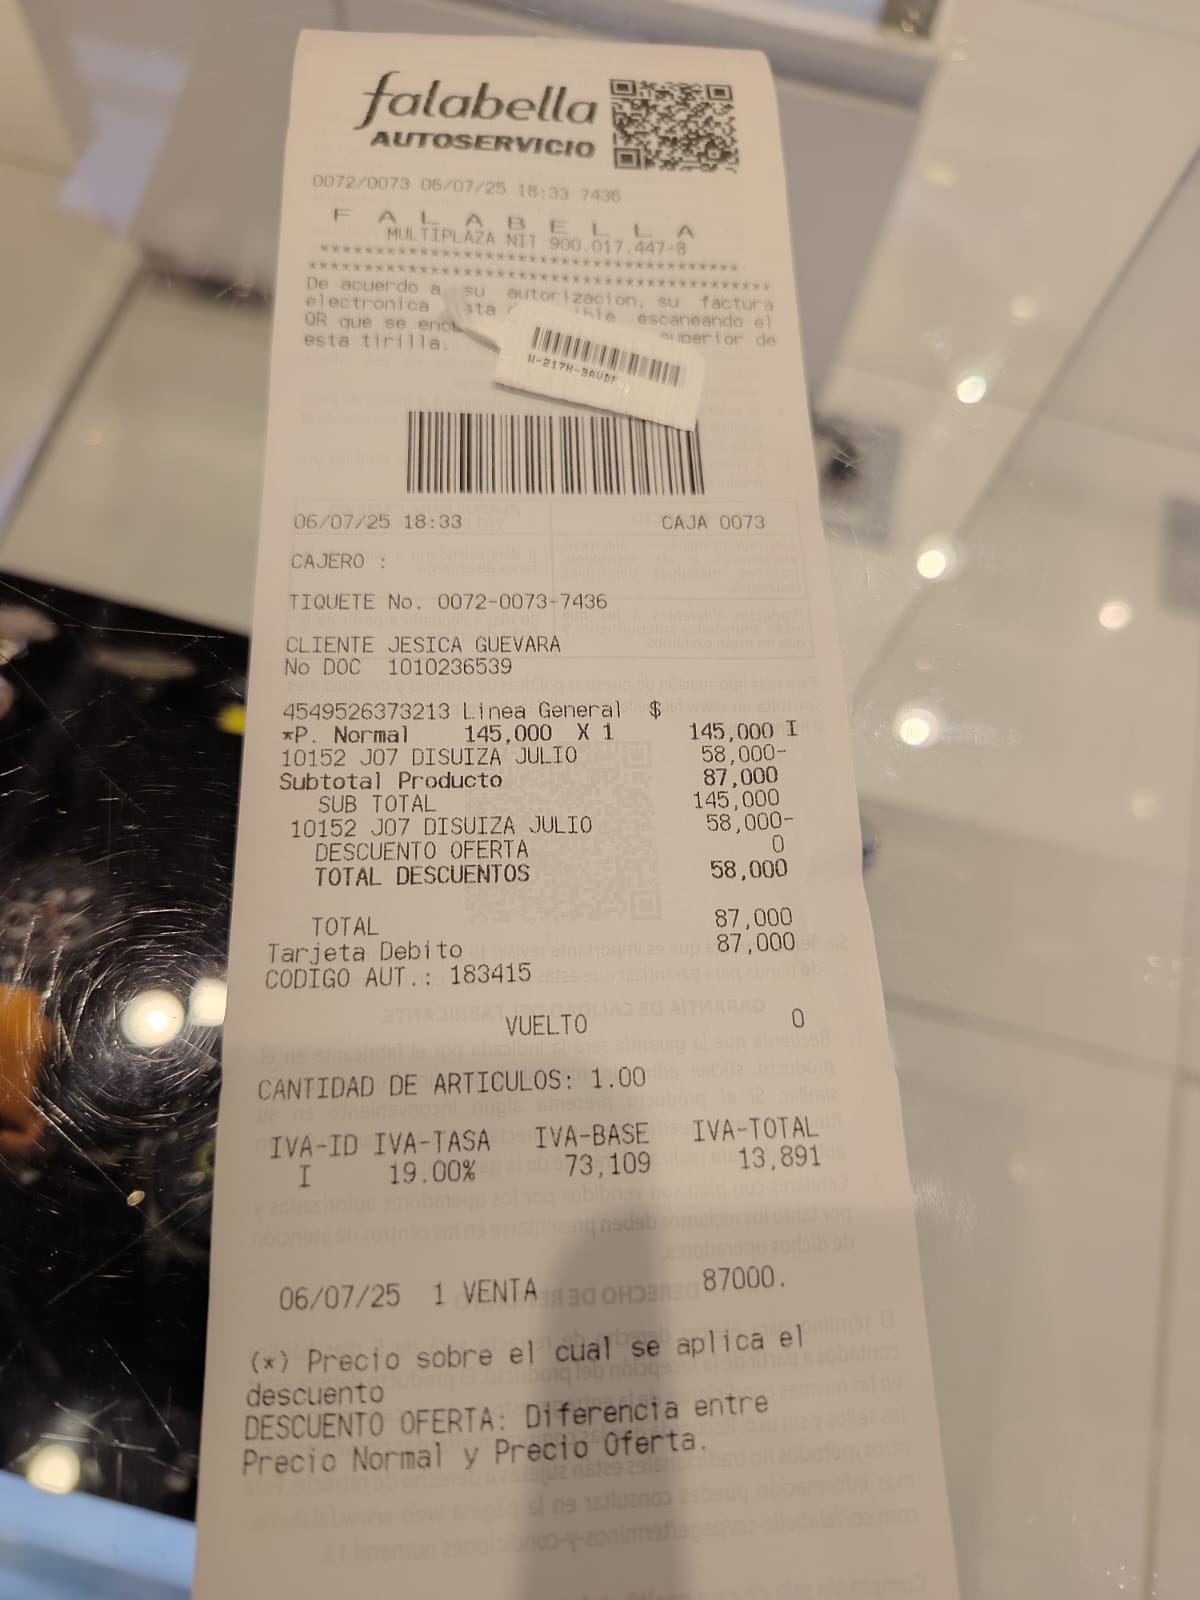 falabella
AUTOSERVICIO
0072/0073 06/07/25 18:33 7436
F A L A B E L L A
MULTIPLAZA NIT 900.017.447-8
****************************************
****************************************
De acuerdo a su autorizacion, su factura
electronica escaneando el
QR que se superior de
esta tirilla.
06/07/25 18:33 CAJA 0073
CAJERO :
TIQUETE No. 0072-0073-7436
CLIENTE JESICA GUEVARA
No DOC 1010236539
4549526373213 Linea General $
*P. Normal 145,000 X 1 145,000 I
10152 J07 DISUIZA JULIO 58,000-
Subtotal Producto 87,000
SUB TOTAL 145,000
10152 J07 DISUIZA JULIO 58,000-
DESCUENTO OFERTA 0
TOTAL DESCUENTOS 58,000
TOTAL 87,000
Tarjeta Debito 87,000
CODIGO AUT.: 183415
VUELTO 0
CANTIDAD DE ARTICULOS: 1.00
IVA-ID IVA-TASA IVA-BASE IVA-TOTAL
I 19.00% 73,109 13,891
06/07/25 1 VENTA 87000.
(*) Precio sobre el cual se aplica el
descuento
DESCUENTO OFERTA: Diferencia entre
Precio Normal y Precio Oferta.